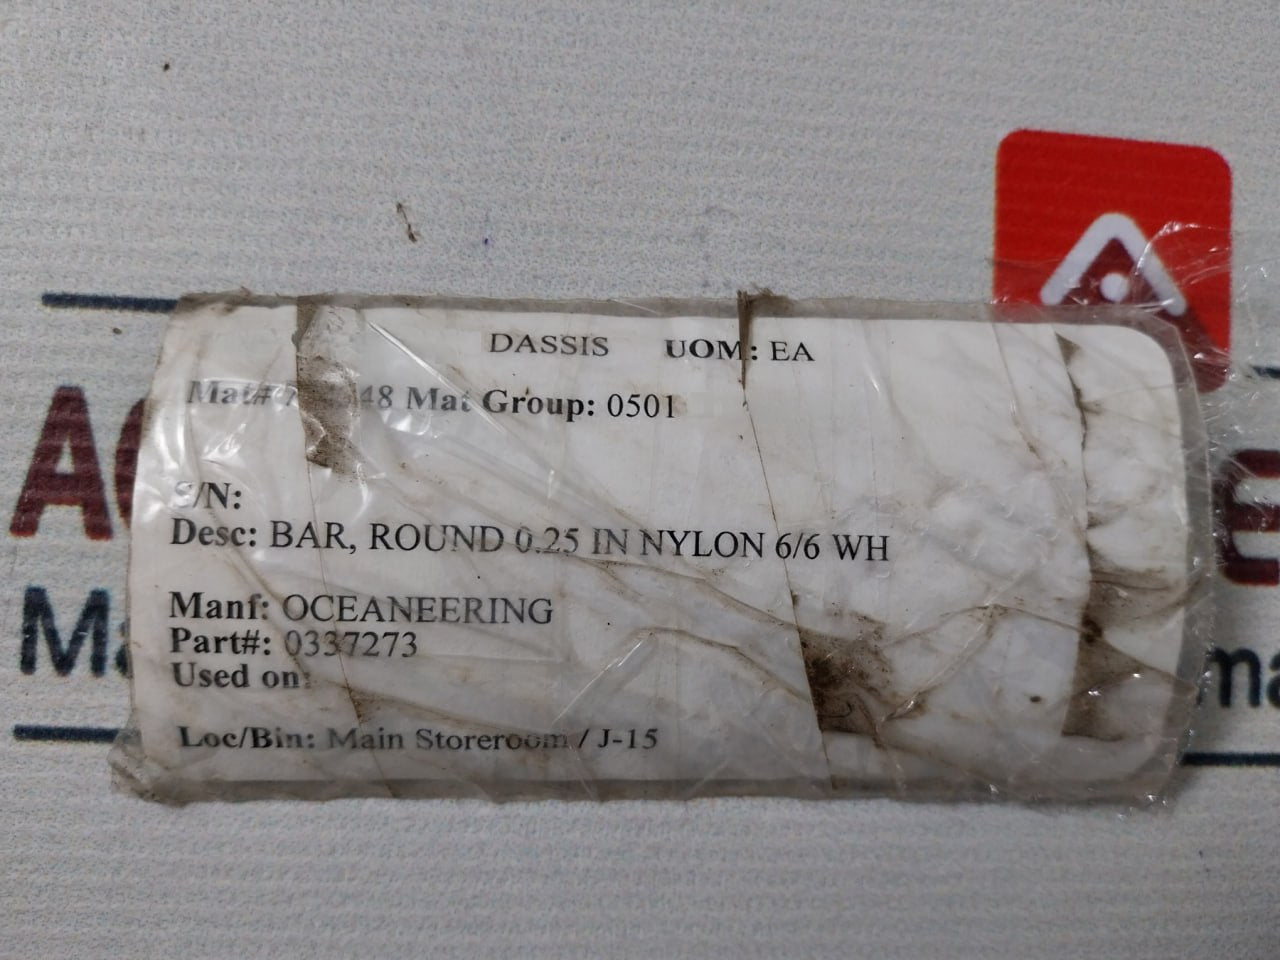 DASSIS UOM: EA
Mat# Mat Group: 0501
S/N:
Desc: BAR, ROUND 0.25 IN NYLON 6/6 WH
Manf: OCEANEERING
Part#: 0337273
Used on:
Loc/Bin: Main Storeroom / J-15